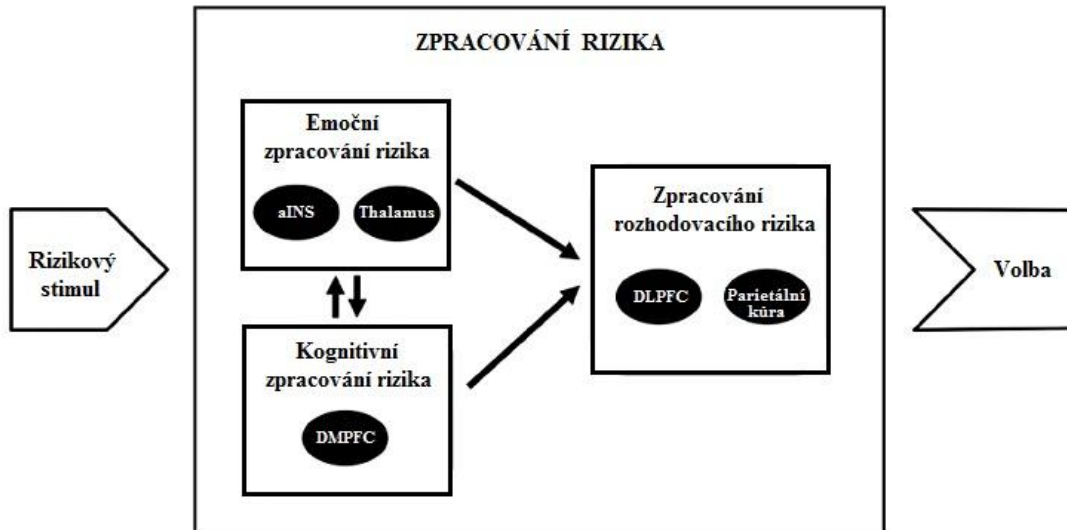 ZPRACOVÁNÍ RIZIKA
Rizikový
stimul
Emoční
zpracování rizika
aINS
Thalamus
Kognitivní
zpracování rizika
DMPFC
Zpracování
rozhodovacího rizika
DLPFC
Parietální
kůra
Volba